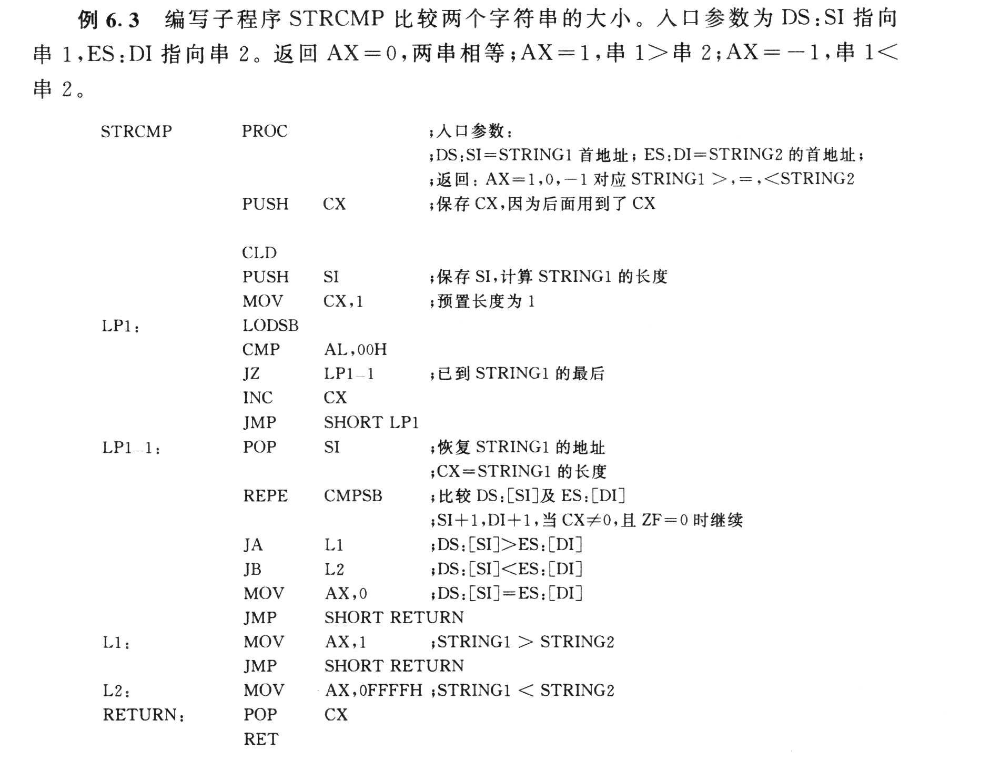 例 6.3 编写子程序 STRCMP 比较两个字符串的大小。人口参数为 DS:SI 指向
串 1,ES:DI 指向串 2。返回 AX=0,两串相等;AX=1,串 1>串 2;AX=-1,串 1<
串 2。
STRCMP PROC ;人口参数:
;DS:SI=STRING1 首地址; ES:DI=STRING2 的首地址;
;返回: AX=1,0,-1 对应 STRING1 >,=,<STRING2
PUSH CX ;保存 CX,因为后面用到了 CX
CLD
PUSH SI ;保存 SI,计算 STRING1 的长度
MOV CX,1 ;预置长度为 1
LP1: LODSB
CMP AL,00H
JZ LP1_1 ;已到 STRING1 的最后
INC CX
JMP SHORT LP1
LP1_1: POP SI ;恢复 STRING1 的地址
;CX=STRING1 的长度
REPE CMPSB ;比较 DS:[SI]及 ES:[DI]
;SI+1,DI+1,当 CX≠0,且 ZF=0 时继续
JA L1 ;DS:[SI]>ES:[DI]
JB L2 ;DS:[SI]<ES:[DI]
MOV AX,0 ;DS:[SI]=ES:[DI]
JMP SHORT RETURN
L1: MOV AX,1 ;STRING1 > STRING2
JMP SHORT RETURN
L2: MOV AX,0FFFFH ;STRING1 < STRING2
RETURN: POP CX
RET